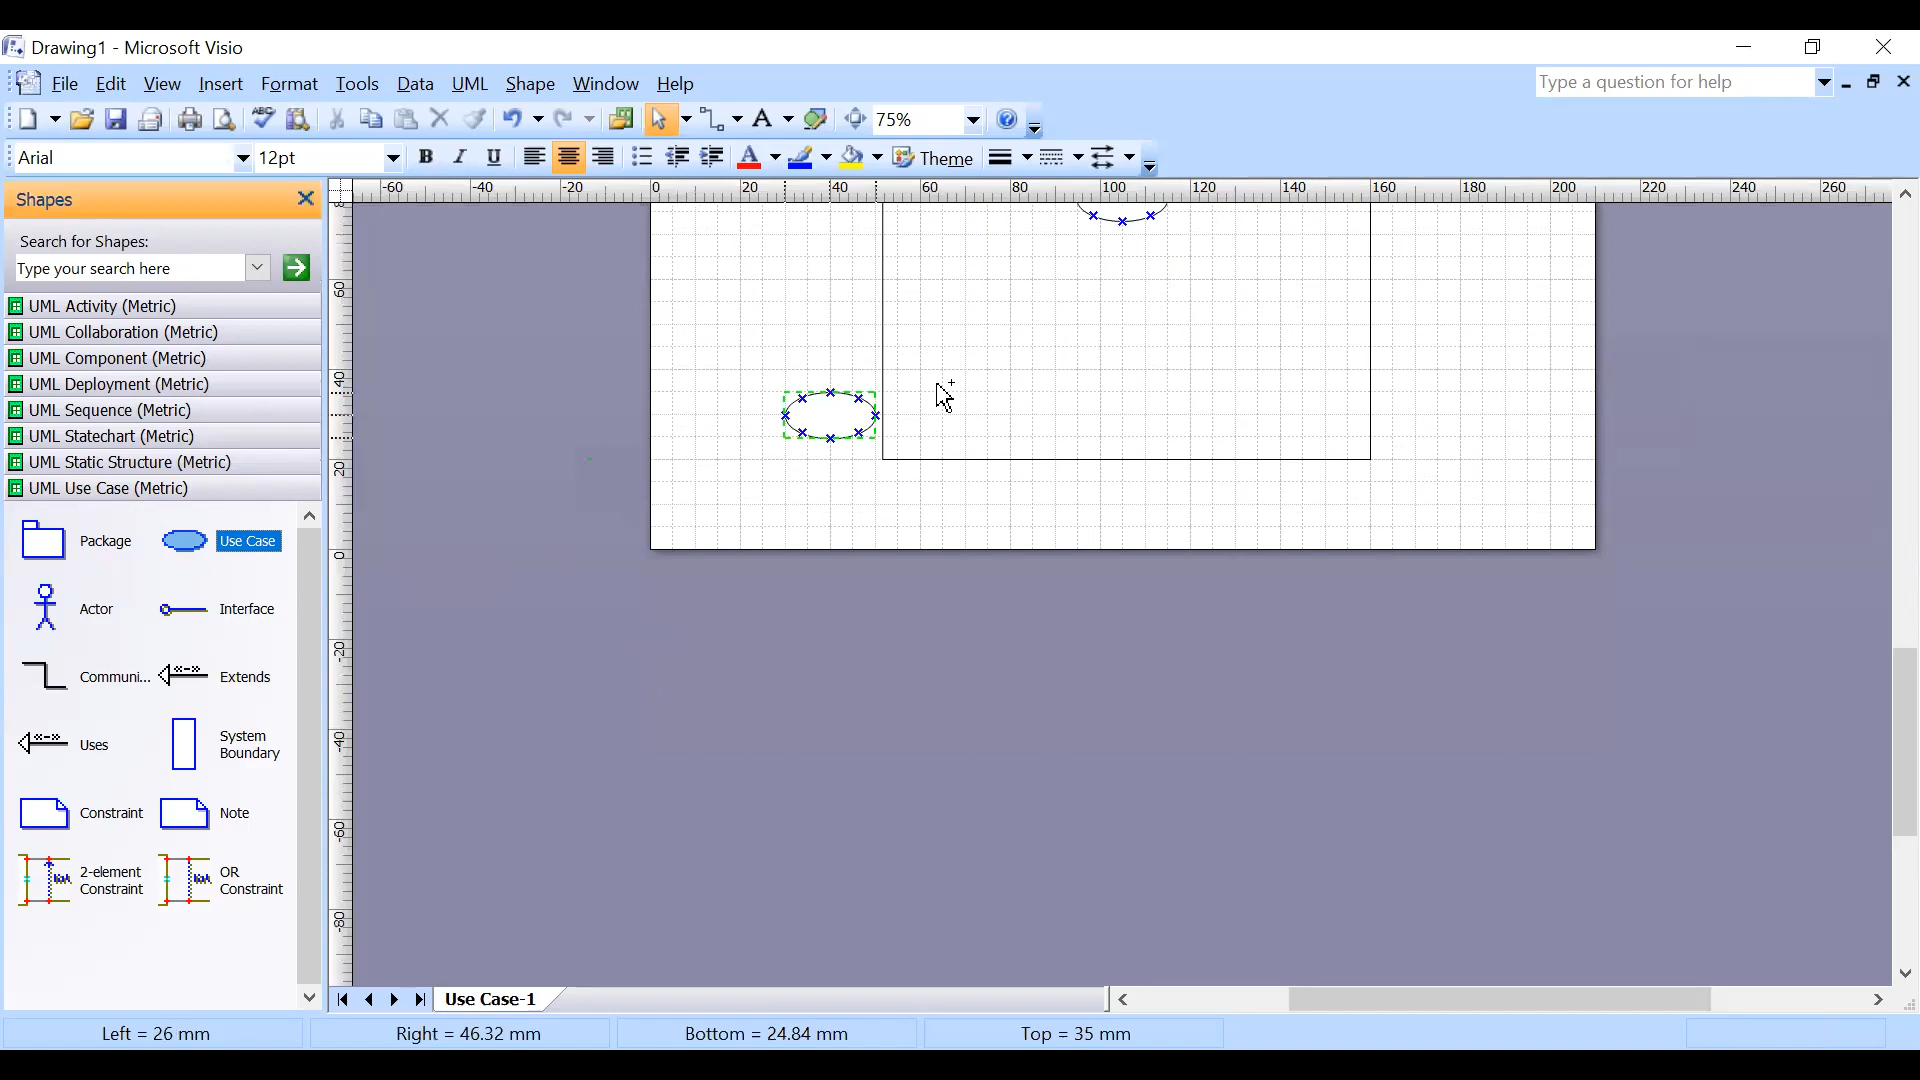 Drawing1 - Microsoft Visio
File Edit View Insert Format Tools Data UML Shape Window Help
Type a question for help
75%
Arial 12pt B I U A Theme
Shapes
Search for Shapes:
Type your search here
UML Activity (Metric)
UML Collaboration (Metric)
UML Component (Metric)
UML Deployment (Metric)
UML Sequence (Metric)
UML Statechart (Metric)
UML Static Structure (Metric)
UML Use Case (Metric)
Package Use Case
Actor Interface
Communi... Extends
Uses System Boundary
Constraint Note
2-element Constraint OR Constraint
-60 -40 -20 0 20 40 60 80 100 120 140 160 180 200 220 240 260
60
40
20
0
-20
-40
-60
-80
Use Case-1
Left = 26 mm Right = 46.32 mm Bottom = 24.84 mm Top = 35 mm